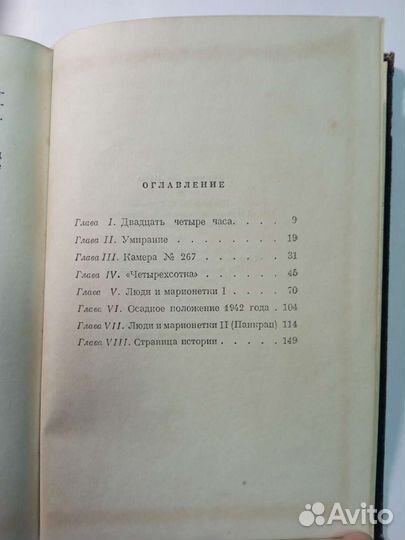 ОГЛАВЛЕНИЕ
Глава I. Двадцать четыре часа. . . . . 9
Глава II. Умирание . . . . . . . 19
Глава III. Камера № 267 . . . . . . 31
Глава IV. «Четырехсотка» . . . . . 45
Глава V. Люди и марионетки I . . . . 70
Глава VI. Осадное положение 1942 года . 104
Глава VII. Люди и марионетки II (Панкрац) 114
Глава VIII. Страница истории . . . . . 149
Avito